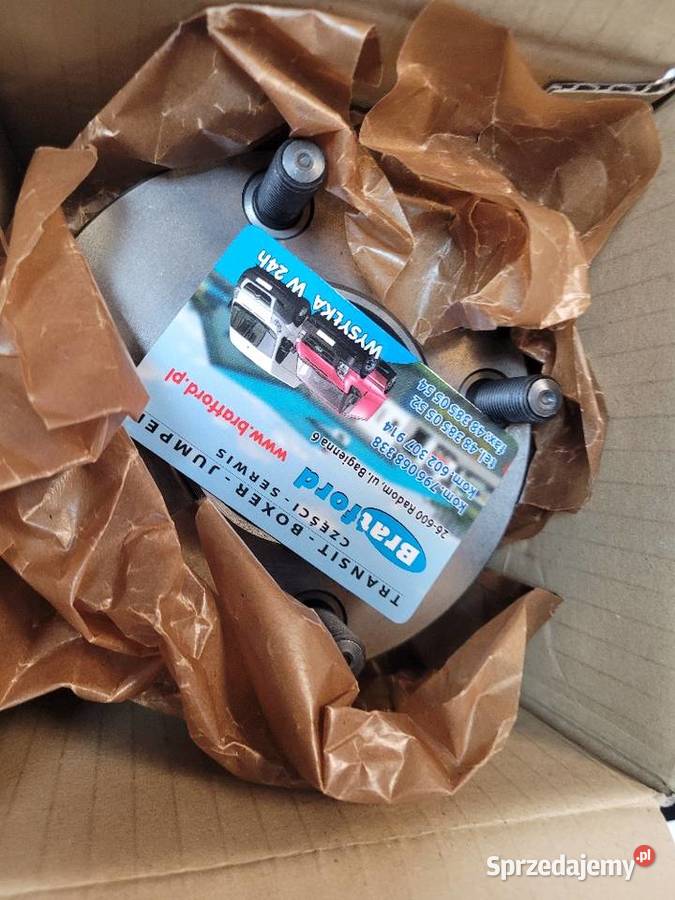 TRANSIT - BOXER - JUMPE
CZĘŚCI - SERWIS
Bratford
www.bratford.pl
26-600 Radom, ul. Bagienna 6
kom 796 068 838
kom. 602 307 914
tel. 48 385 05 52
fax: 48 385 05 54
WYSYŁKA W 24h
Sprzedajemy.pl